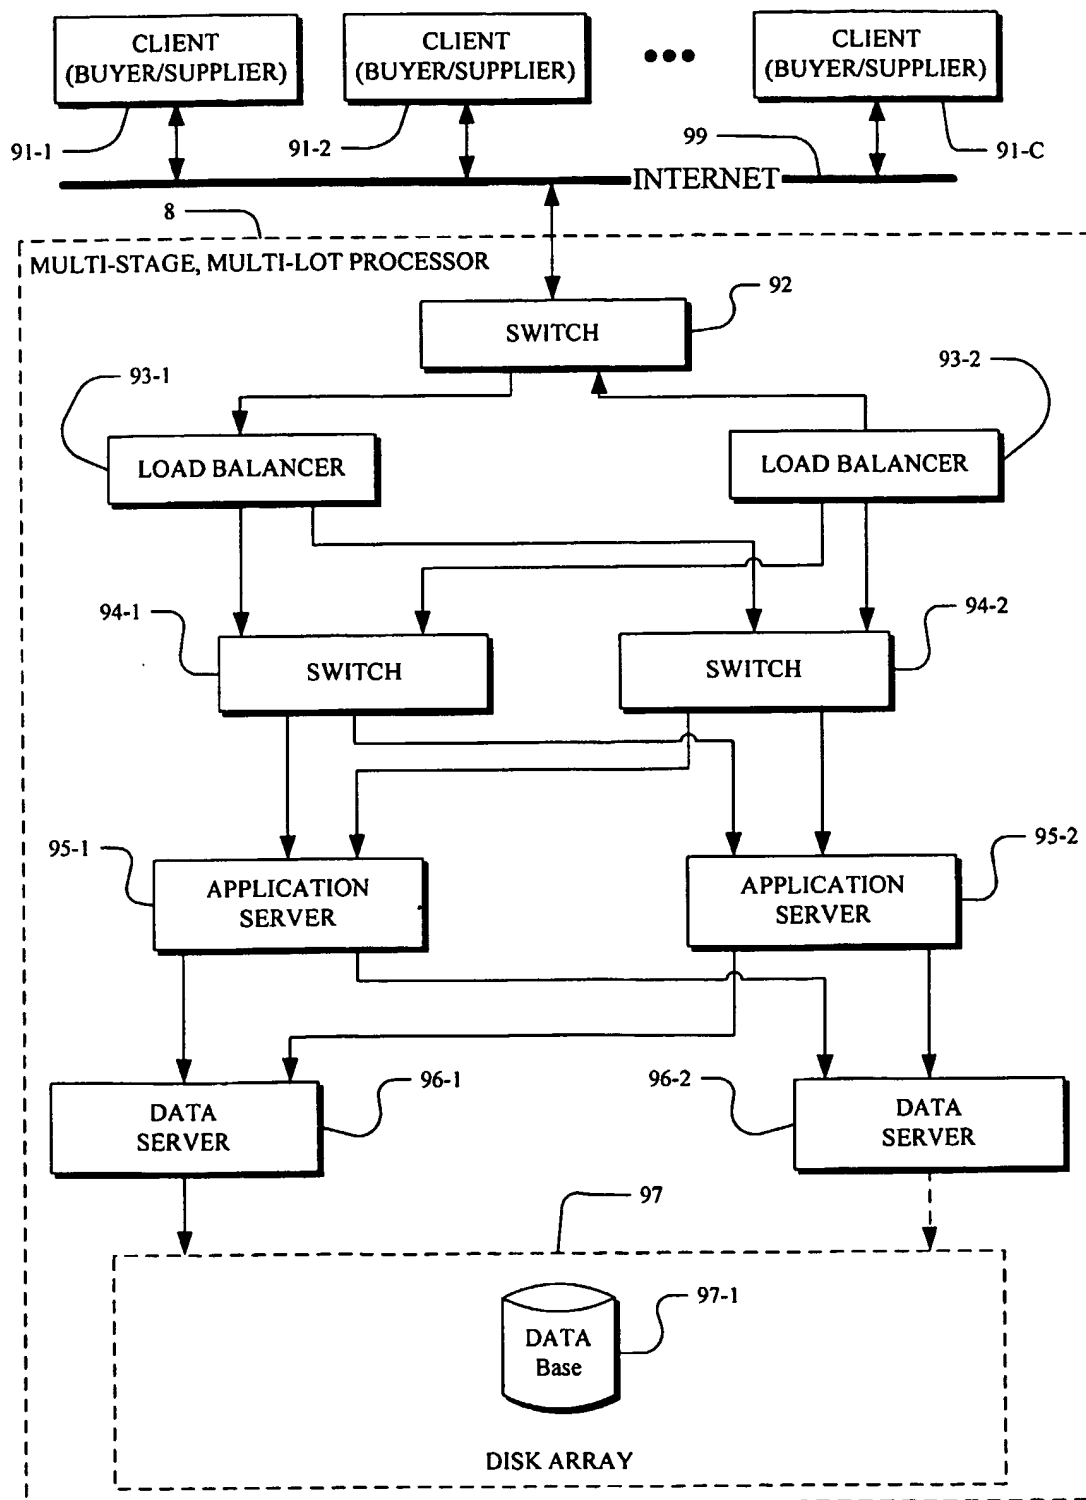 CLIENT
(BUYER/SUPPLIER)
CLIENT
(BUYER/SUPPLIER)
CLIENT
(BUYER/SUPPLIER)
91-1
91-2
99
91-C
INTERNET
8
MULTI-STAGE, MULTI-LOT PROCESSOR
92
SWITCH
93-1
93-2
LOAD BALANCER
LOAD BALANCER
94-1
94-2
SWITCH
SWITCH
95-1
95-2
APPLICATION
SERVER
APPLICATION
SERVER
96-1
96-2
DATA
SERVER
DATA
SERVER
97
97-1
DATA
Base
DISK ARRAY